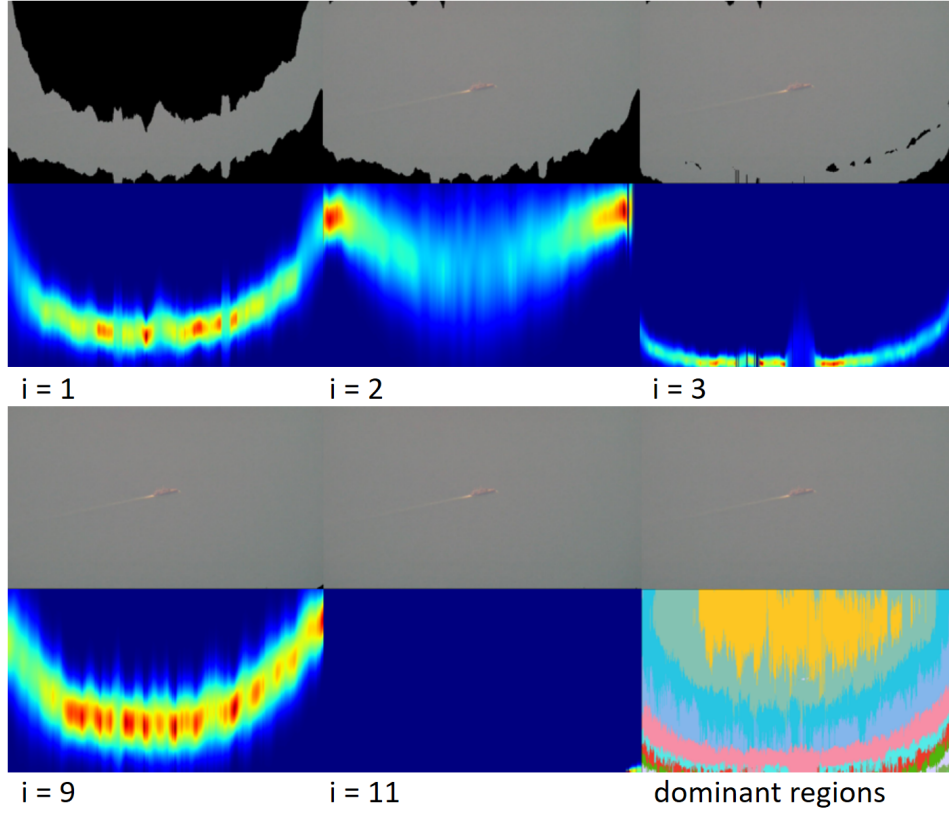 i = 1
i = 2
i = 3
i = 9
i = 11
dominant regions